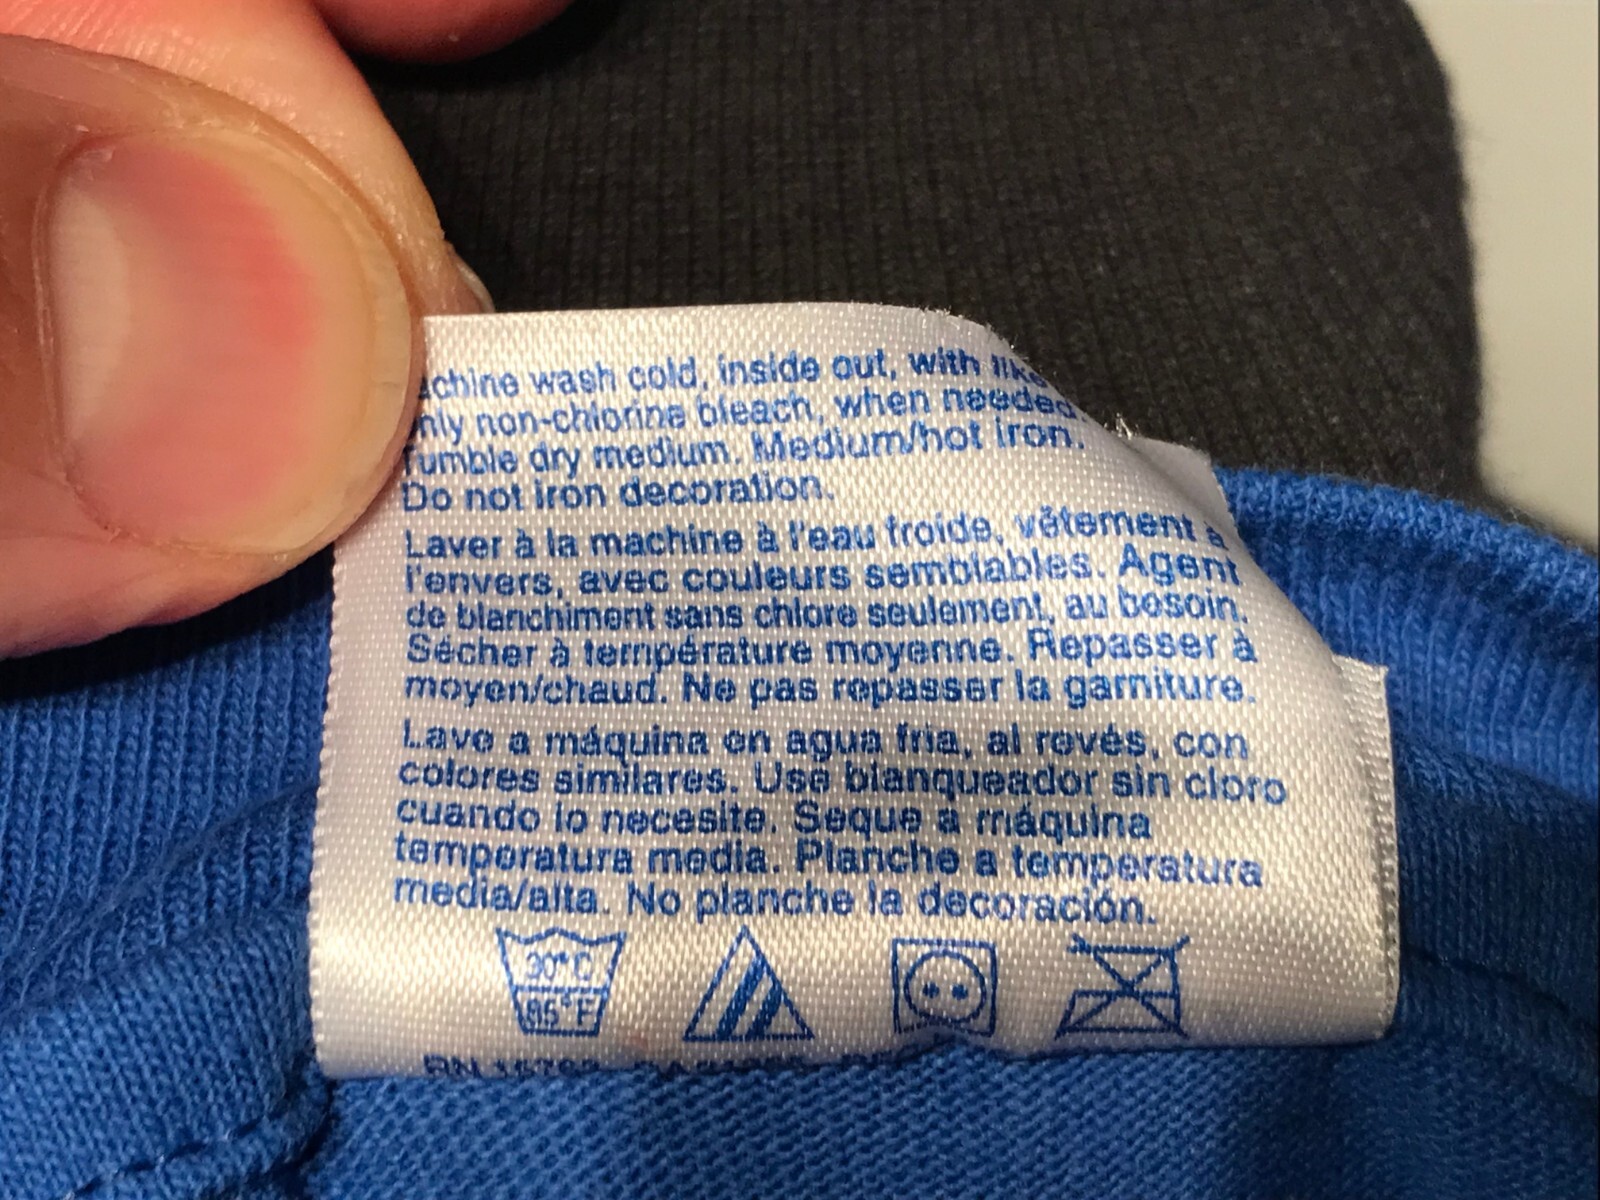 achine wash cold, inside out, with like
nly non-chlorine bleach, when needed.
Tumble dry medium. Medium/hot iron.
Do not iron decoration.
Laver à la machine à l'eau froide, vêtement à
l'envers, avec couleurs semblables. Agent
de blanchiment sans chlore seulement, au besoin.
Sécher à température moyenne. Repasser à
moyen/chaud. Ne pas repasser la garniture.
Lave a máquina en agua fria, al revés, con
colores similares. Use blanqueador sin cloro
cuando lo necesite. Seque a máquina
temperatura media. Planche a temperatura
media/alta. No planche la decoración.
30°C
85°F
RN